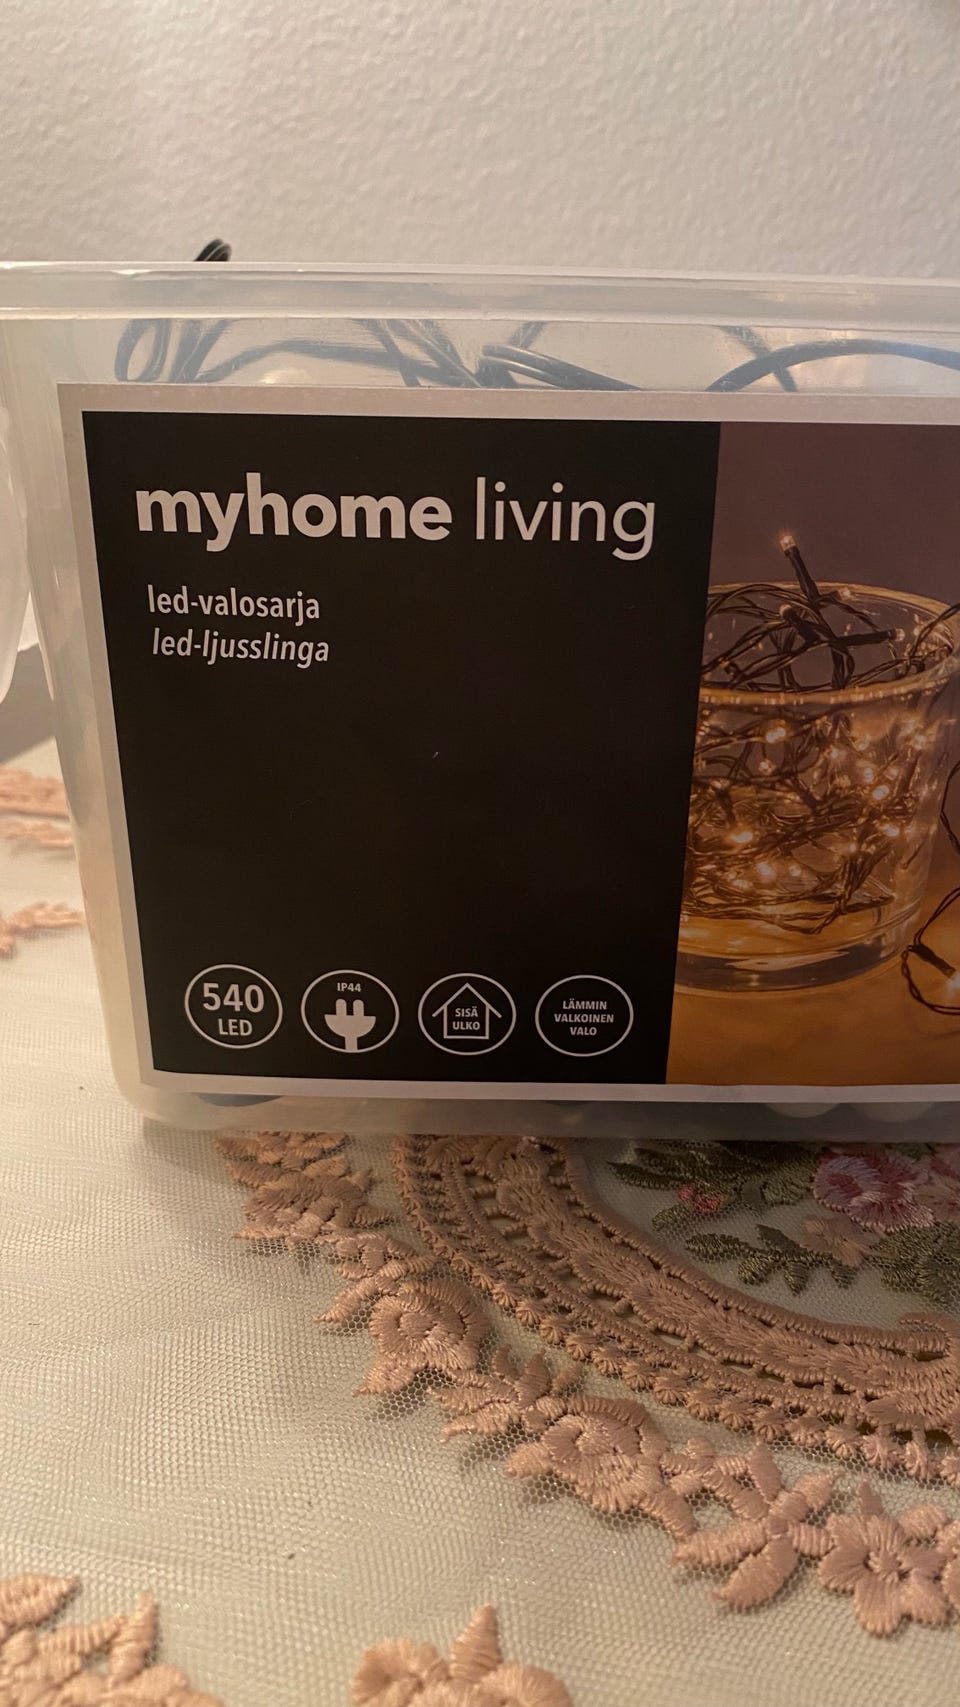 myhome living
led-valosarja
led-ljusslinga
540
LED
IP44
SISÄ
ULKO
LÄMMIN
VALKOINEN
VALO